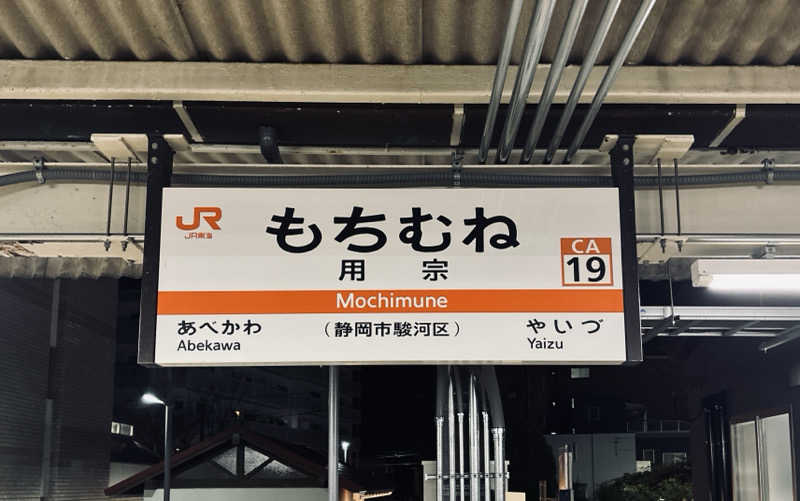 JR
JR東海
もちむね
用宗
CA
19
Mochimune
あべかわ
Abekawa
（静岡市駿河区）
やいづ
Yaizu